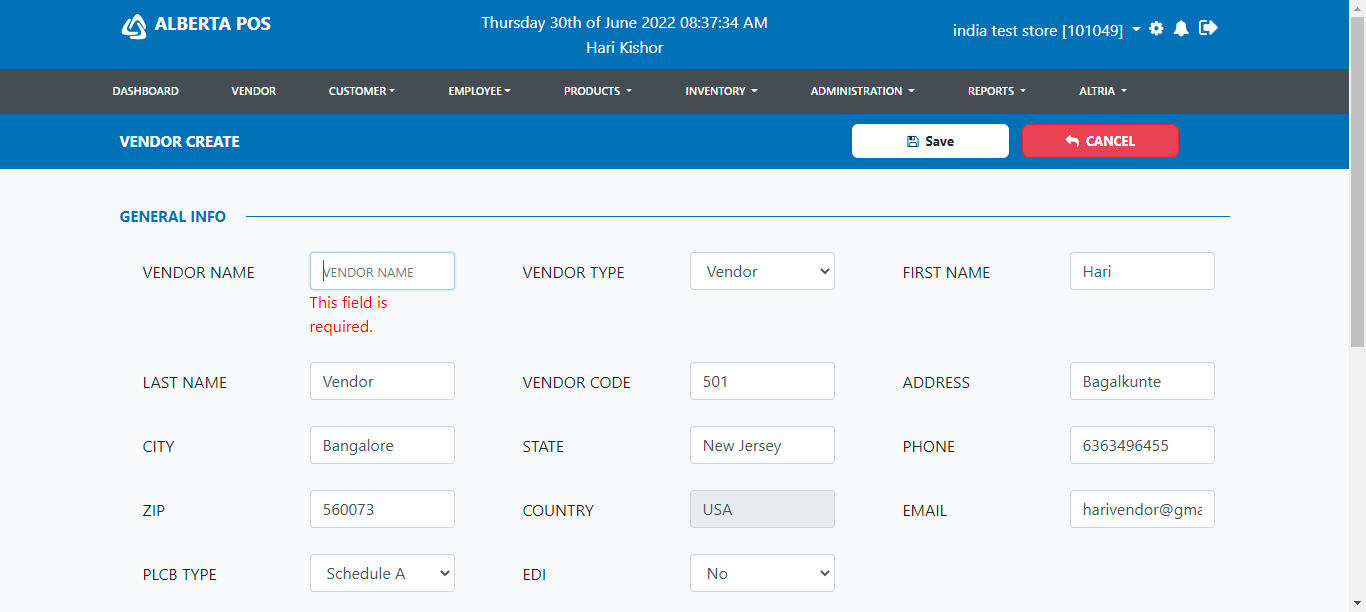 ALBERTA POS
Thursday 30th of June 2022 08:37:34 AM
Hari Kishor
india test store [101049]
DASHBOARD VENDOR CUSTOMER EMPLOYEE PRODUCTS INVENTORY ADMINISTRATION REPORTS ALTRIA
VENDOR CREATE Save CANCEL
GENERAL INFO
VENDOR NAME VENDOR NAME VENDOR TYPE Vendor FIRST NAME Hari
This field is
required.
LAST NAME Vendor VENDOR CODE 501 ADDRESS Bagalkunte
CITY Bangalore STATE New Jersey PHONE 6363496455
ZIP 560073 COUNTRY USA EMAIL harivendor@gma
PLCB TYPE Schedule A EDI No